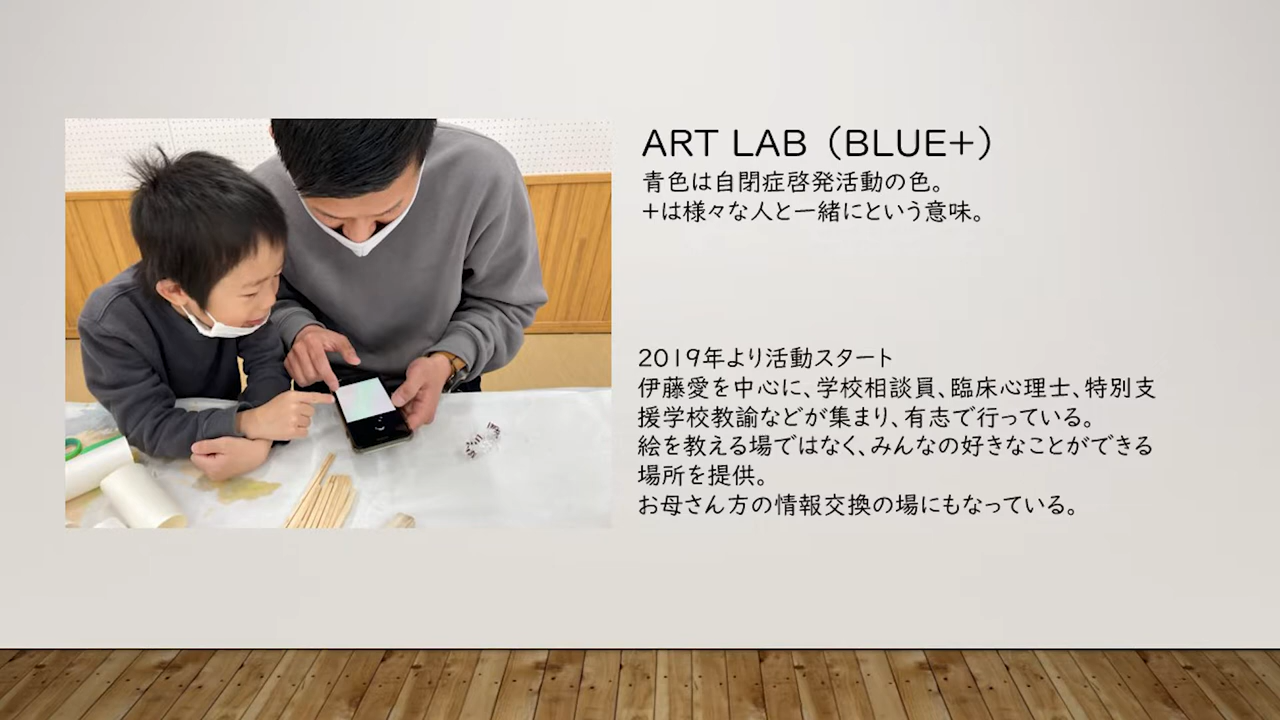 ART LAB（BLUE+）
青色は自閉症啓発活動の色。
+は様々な人と一緒にという意味。
2019年より活動スタート
伊藤愛を中心に、学校相談員、臨床心理士、特別支
援学校教諭などが集まり、有志で行っている。
絵を教える場ではなく、みんなの好きなことができる
場所を提供。
お母さん方の情報交換の場にもなっている。